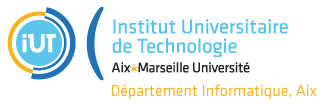 iUT
Institut Universitaire
de Technologie
Aix*Marseille Université
Département Informatique, Aix